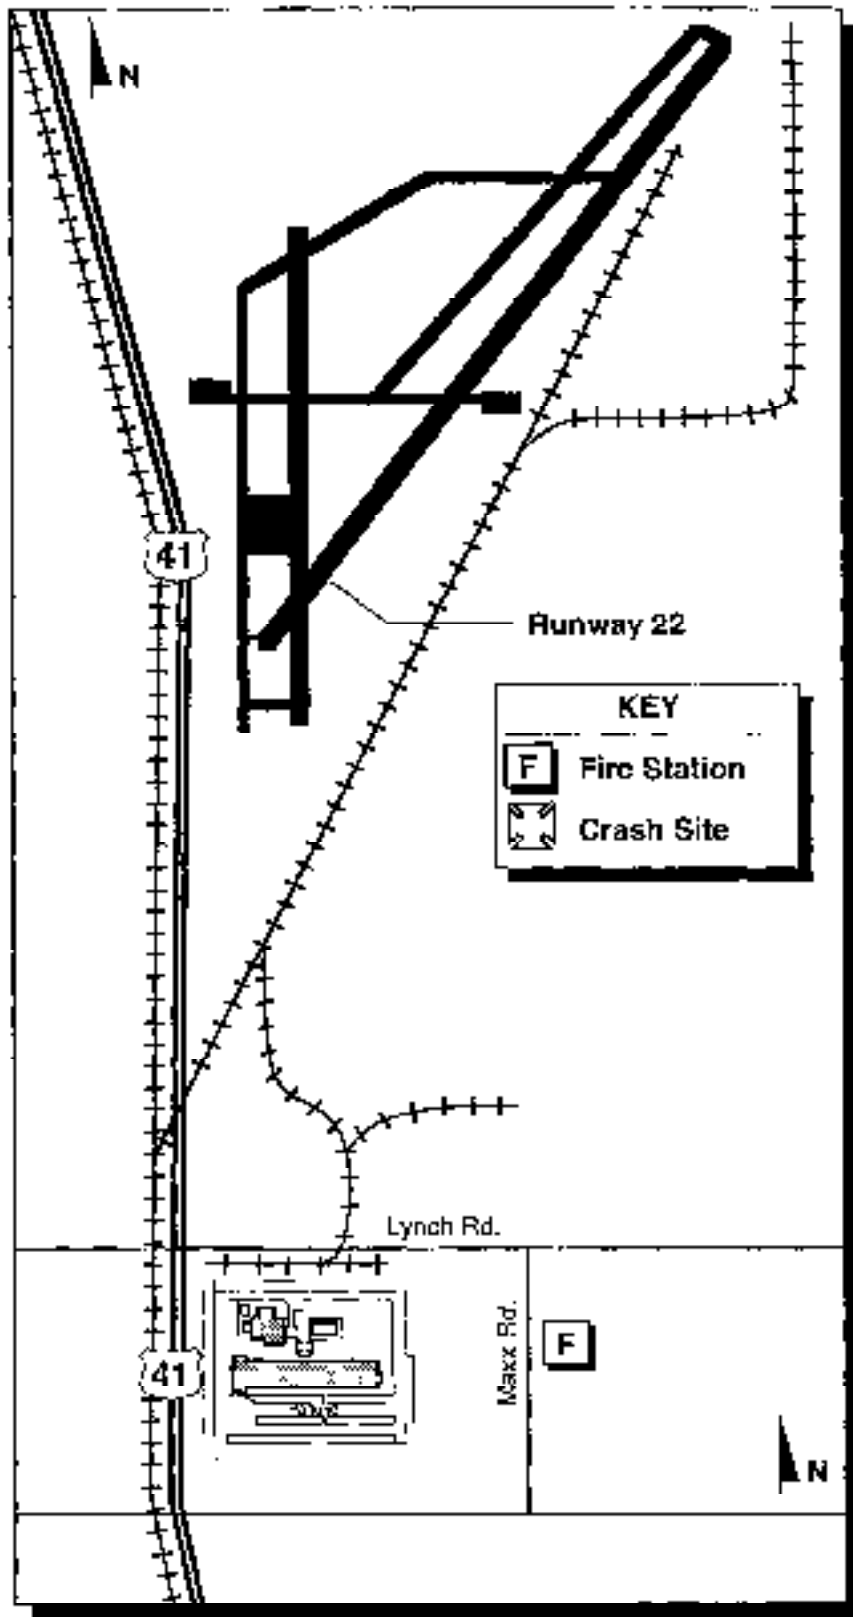 N
41
Runway 22
KEY
F Fire Station
Crash Site
Lynch Rd.
Maxx Rd.
F
41
N